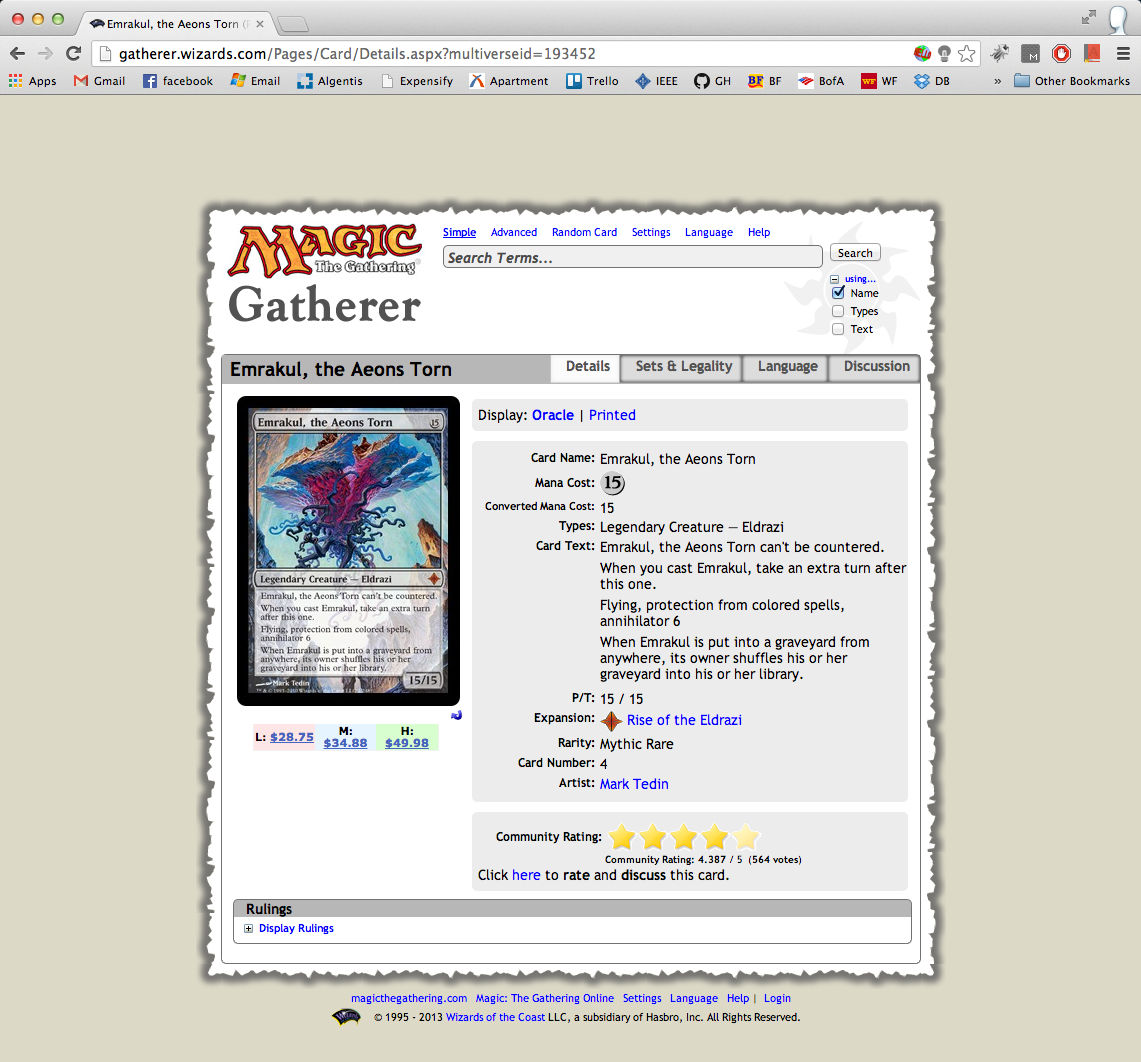 Emrakul, the Aeons Torn (
gatherer.wizards.com/Pages/Card/Details.aspx?multiverseid=193452
Apps Gmail facebook Email Algentis Expensify Apartment Trello IEEE GH BF BF BofA WF WF DB » Other Bookmarks
MAGIC
The Gathering®
Gatherer
Simple Advanced Random Card Settings Language Help
Search Terms... Search
using...
Name
Types
Text
Emrakul, the Aeons Torn Details Sets & Legality Language Discussion
Emrakul, the Aeons Torn 15
Legendary Creature — Eldrazi
Emrakul, the Aeons Torn can't be countered.
When you cast Emrakul, take an extra turn
after this one.
Flying, protection from colored spells,
annihilator 6
When Emrakul is put into a graveyard from
anywhere, its owner shuffles his or her
graveyard into his or her library.
Mark Tedin
15/15
L: $28.75 M: $34.88 H: $49.98
Display: Oracle | Printed
Card Name: Emrakul, the Aeons Torn
Mana Cost: 15
Converted Mana Cost: 15
Types: Legendary Creature — Eldrazi
Card Text: Emrakul, the Aeons Torn can't be countered.
When you cast Emrakul, take an extra turn after
this one.
Flying, protection from colored spells,
annihilator 6
When Emrakul is put into a graveyard from
anywhere, its owner shuffles his or her
graveyard into his or her library.
P/T: 15 / 15
Expansion: Rise of the Eldrazi
Rarity: Mythic Rare
Card Number: 4
Artist: Mark Tedin
Community Rating:
Community Rating: 4.387 / 5 (564 votes)
Click here to rate and discuss this card.
Rulings
Display Rulings
magicthegathering.com Magic: The Gathering Online Settings Language Help | Login
© 1995 - 2013 Wizards of the Coast LLC, a subsidiary of Hasbro, Inc. All Rights Reserved.